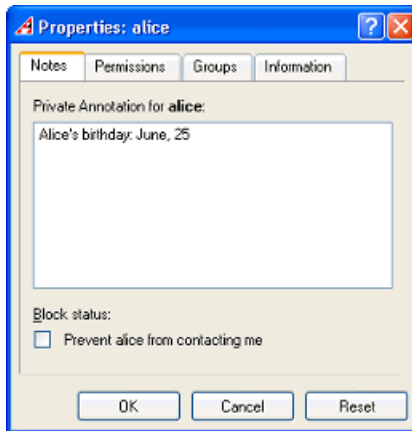 Properties: alice
Notes Permissions Groups Information
Private Annotation for alice:
Alice's birthday: June, 25
Block status:
Prevent alice from contacting me
OK Cancel Reset